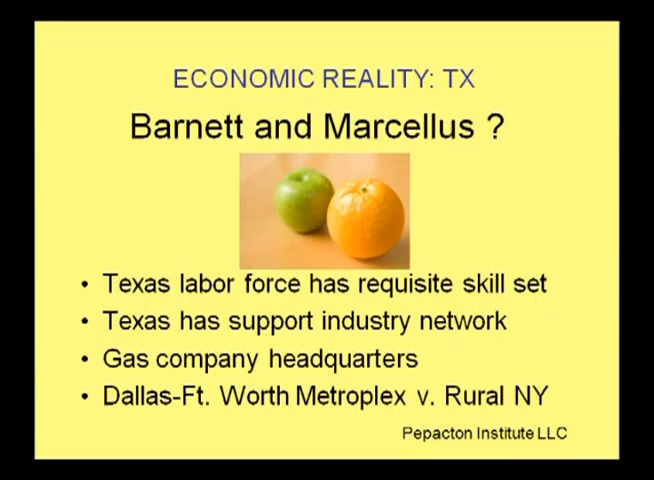 ECONOMIC REALITY: TX
Barnett and Marcellus ?
• Texas labor force has requisite skill set
• Texas has support industry network
• Gas company headquarters
• Dallas-Ft. Worth Metroplex v. Rural NY
Pepacton Institute LLC